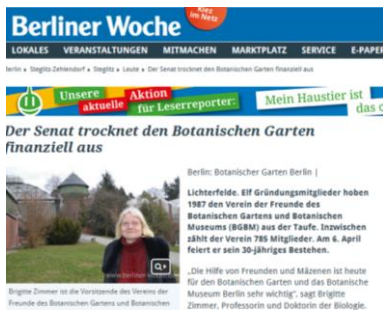 Kiez
im Netz
Berliner Woche
LOKALES VERANSTALTUNGEN MITMACHEN MARKTPLATZ SERVICE E-PAPER
Berlin ▸ Steglitz-Zehlendorf ▸ Steglitz ▸ Leute ▸ Der Senat trocknet den Botanischen Garten finanziell aus
Unsere Aktion
aktuelle für Leserreporter:
Mein Haustier ist
das c
Der Senat trocknet den Botanischen Garten
finanziell aus
Berlin: Botanischer Garten Berlin |
Lichterfelde. Elf Gründungsmitglieder hoben
1987 den Verein der Freunde des
Botanischen Gartens und Botanischen
Museums (BGBM) aus der Taufe. Inzwischen
zählt der Verein 785 Mitglieder. Am 6. April
feiert er sein 30-jähriges Bestehen.
„Die Hilfe von Freunden und Mäzenen ist heute
für den Botanischen Garten und das Botanische
Museum Berlin sehr wichtig", sagt Brigitte
Zimmer, Professorin und Doktorin der Biologie.
www.berliner
Brigitte Zimmer ist die Vorsitzende des Vereins der
Freunde des Botanischen Gartens und Botanischen